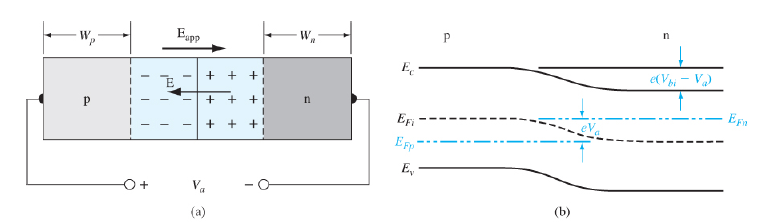 W_p
E_app
W_n
E
p
n
− − − + + +
− − − + + +
− − − + + +
+ V_a −
(a)
p
n
E_c
e(V_bi − V_a)
E_Fi
eV_a
E_Fn
E_Fp
E_v
(b)